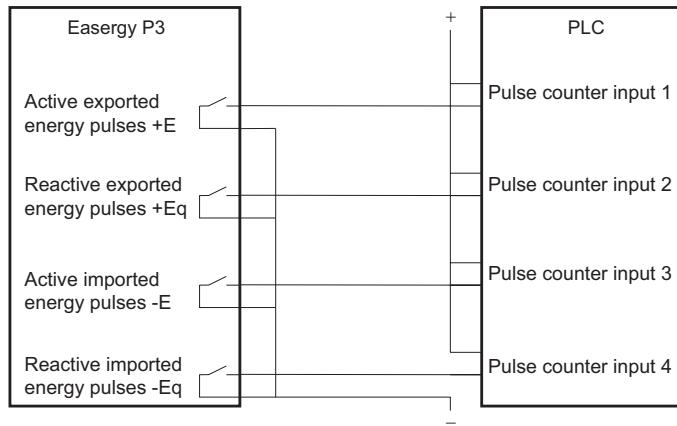 Easergy P3
+
PLC
Active exported
energy pulses +E
Pulse counter input 1
Reactive exported
energy pulses +Eq
Pulse counter input 2
Active imported
energy pulses -E
Pulse counter input 3
Reactive imported
energy pulses -Eq
Pulse counter input 4
−